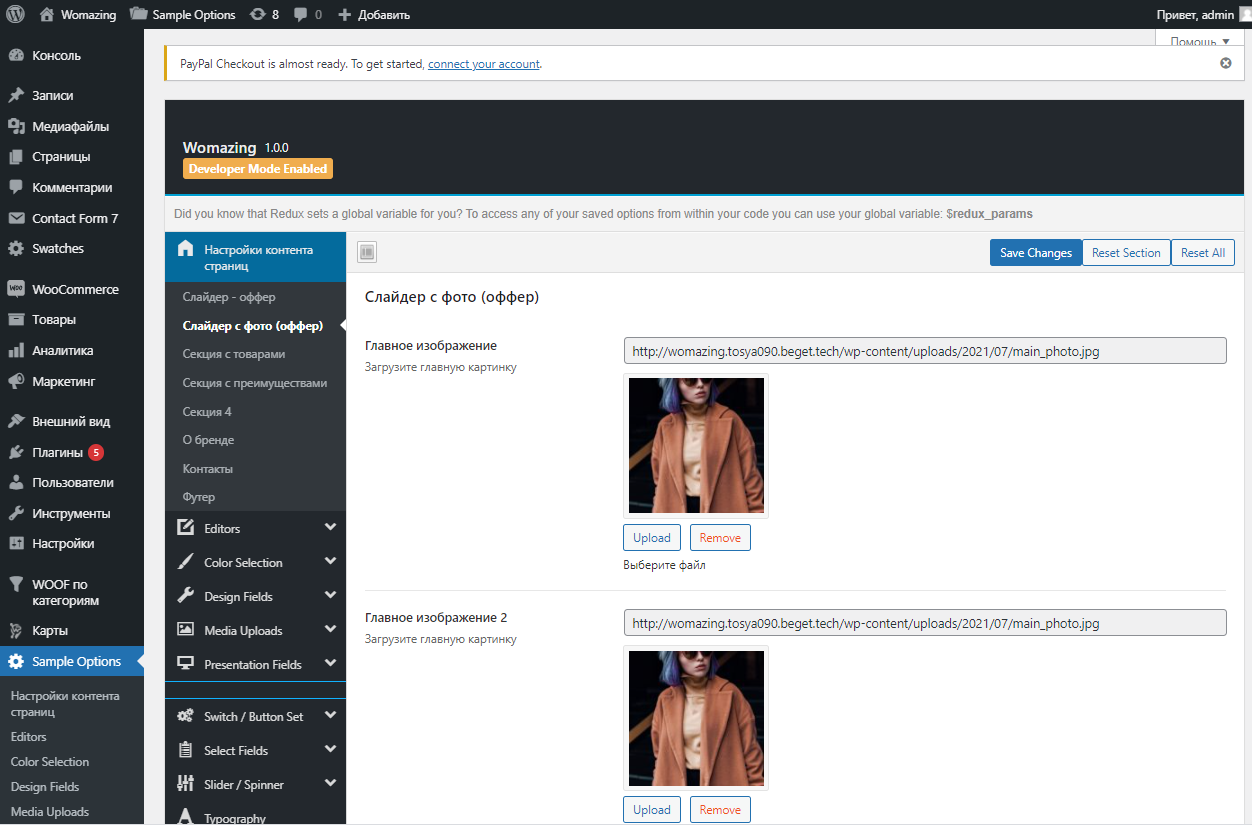 Womazing
Sample Options
8
0
Добавить
Привет, admin
Консоль
Записи
Медиафайлы
Страницы
Комментарии
Contact Form 7
Swatches
WooCommerce
Товары
Аналитика
Маркетинг
Внешний вид
Плагины 5
Пользователи
Инструменты
Настройки
WOOF по
категориям
Карты
Sample Options
Настройки контента
страниц
Editors
Color Selection
Design Fields
Media Uploads
Помощь
PayPal Checkout is almost ready. To get started, connect your account.
Womazing 1.0.0
Developer Mode Enabled
Did you know that Redux sets a global variable for you? To access any of your saved options from within your code you can use your global variable: $redux_params
Настройки контента
страниц
Слайдер - оффер
Слайдер с фото (оффер)
Секция с товарами
Секция с преимуществами
Секция 4
О бренде
Контакты
Футер
Editors
Color Selection
Design Fields
Media Uploads
Presentation Fields
Switch / Button Set
Select Fields
Slider / Spinner
Typography
Save Changes
Reset Section
Reset All
Слайдер с фото (оффер)
Главное изображение
Загрузите главную картинку
http://womazing.tosya090.beget.tech/wp-content/uploads/2021/07/main_photo.jpg
Upload
Remove
Выберите файл
Главное изображение 2
Загрузите главную картинку
http://womazing.tosya090.beget.tech/wp-content/uploads/2021/07/main_photo.jpg
Upload
Remove